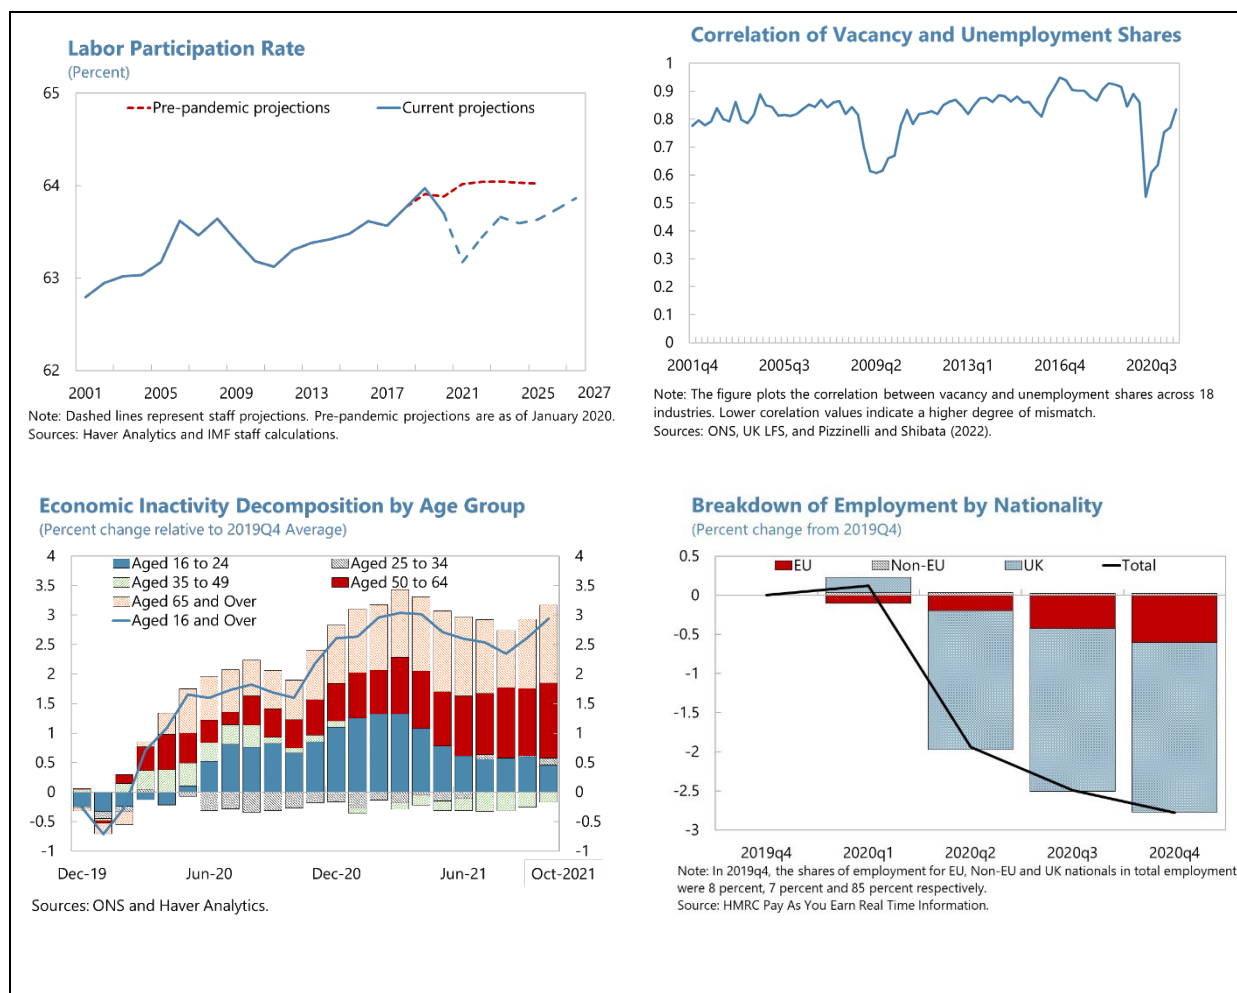 Labor Participation Rate
(Percent)
65
Pre-pandemic projections
Current projections
64
63
62
2001 2005 2009 2013 2017 2021 2025 2027
Note: Dashed lines represent staff projections. Pre-pandemic projections are as of January 2020.
Sources: Haver Analytics and IMF staff calculations.
Correlation of Vacancy and Unemployment Shares
1
0.9
0.8
0.7
0.6
0.5
0.4
0.3
0.2
0.1
0
2001q4 2005q3 2009q2 2013q1 2016q4 2020q3
Note: The figure plots the correlation between vacancy and unemployment shares across 18
industries. Lower corelation values indicate a higher degree of mismatch.
Sources: ONS, UK LFS, and Pizzinelli and Shibata (2022).
Economic Inactivity Decomposition by Age Group
(Percent change relative to 2019Q4 Average)
4 4
Aged 16 to 24 Aged 25 to 34
3.5 3.5
Aged 35 to 49 Aged 50 to 64
3 3
Aged 65 and Over
2.5 2.5
Aged 16 and Over
2 2
1.5 1.5
1 1
0.5 0.5
0 0
-0.5 -0.5
-1 -1
Dec-19 Jun-20 Dec-20 Jun-21 Oct-2021
Sources: ONS and Haver Analytics.
Breakdown of Employment by Nationality
(Percent change from 2019Q4)
0.5
EU Non-EU UK Total
0
-0.5
-1
-1.5
-2
-2.5
-3
2019q4 2020q1 2020q2 2020q3 2020q4
Note: In 2019q4, the shares of employment for EU, Non-EU and UK nationals in total employment
were 8 percent, 7 percent and 85 percent respectively.
Source: HMRC Pay As You Earn Real Time Information.